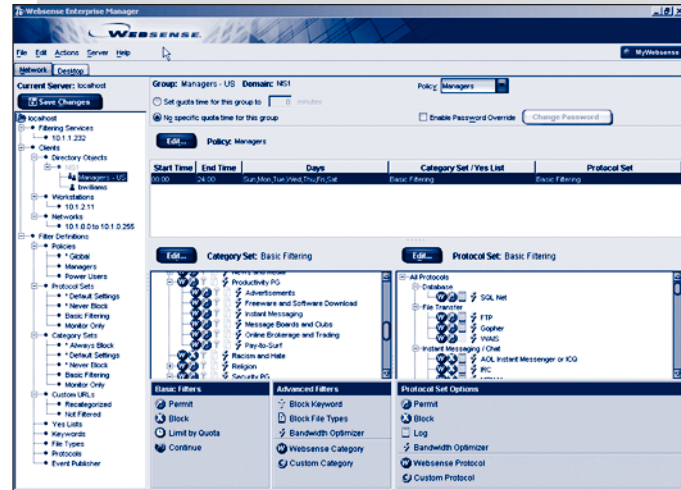 Websense Enterprise Manager
WEBSENSE
File Edit Actions Server Help
MyWebsense
Network Desktop
Current Server: localhost
Save Changes
localhost
Filtering Services
10.1.1.232
Clients
Directory Objects
NIS1
Managers - US
bwilliams
Workstations
10.1.2.11
Networks
10.1.0.0 to 10.1.0.255
Filter Definitions
Policies
* Global
Managers
Power Users
Protocol Sets
* Default Settings
* Never Block
Basic Filtering
Monitor Only
Category Sets
* Always Block
* Default Settings
* Never Block
Basic Filtering
Monitor Only
Custom URLs
Recategorized
Not Filtered
Yes Lists
Keywords
File Types
Protocols
Event Publisher
Group: Managers - US Domain: NIS1
Policy: Managers
Set quota time for this group to 0 minutes
No specific quota time for this group
Enable Password Override
Change Password
Edit... Policy: Managers
Start Time End Time Days Category Set / Yes List Protocol Set
00:00 24:00 Sun,Mon,Tue,Wed,Thu,Fri,Sat Basic Filtering Basic Filtering
Edit... Category Set: Basic Filtering
News and Media
Productivity PG
Advertisements
Freeware and Software Download
Instant Messaging
Message Boards and Clubs
Online Brokerage and Trading
Pay-to-Surf
Racism and Hate
Religion
Security PG
Edit... Protocol Set: Basic Filtering
All Protocols
Database
SQL Net
File Transfer
FTP
Gopher
WAIS
Instant Messaging / Chat
AOL Instant Messenger or ICQ
IRC
Basic Filters
Permit
Block
Limit by Quota
Continue
Advanced Filters
Block Keyword
Block File Types
Bandwidth Optimizer
Websense Category
Custom Category
Protocol Set Options
Permit
Block
Log
Bandwidth Optimizer
Websense Protocol
Custom Protocol